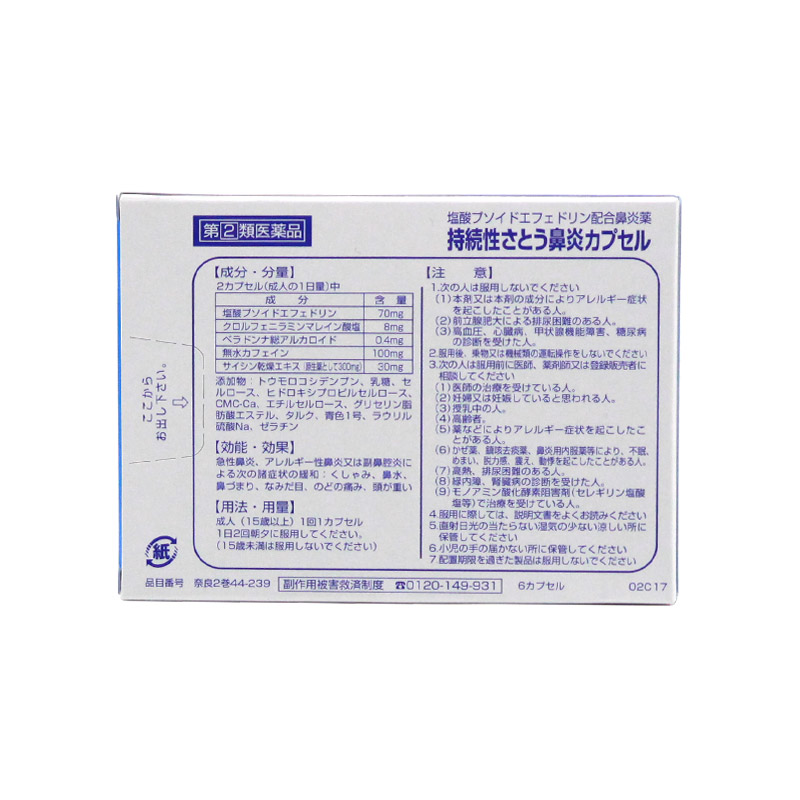 塩酸プソイドエフェドリン配合鼻炎薬
指②類医薬品
持続性さとう鼻炎カプセル
【成分・分量】
2カプセル(成人の1日量)中
成 分 含 量
塩酸プソイドエフェドリン 70mg
クロルフェニラミンマレイン酸塩 8mg
ベラドンナ総アルカロイド 0.4mg
無水カフェイン 100mg
サイシン乾燥エキス(原生薬として300mg) 30mg
添加物:トウモロコシデンプン、乳糖、セ
ルロース、ヒドロキシプロピルセルロース、
CMC-Ca、エチルセルロース、グリセリン脂
肪酸エステル、タルク、青色1号、ラウリル
硫酸Na、ゼラチン
【効能・効果】
急性鼻炎、アレルギー性鼻炎又は副鼻腔炎に
よる次の諸症状の緩和:くしゃみ、鼻水、
鼻づまり、なみだ目、のどの痛み、頭が重い
【用法・用量】
成人(15歳以上)1回1カプセル
1日2回朝夕に服用してください。
(15歳未満は服用しないでください)
【注 意】
1.次の人は服用しないでください
(1)本剤又は本剤の成分によりアレルギー症状
を起こしたことがある人。
(2)前立腺肥大による排尿困難のある人。
(3)高血圧、心臓病、甲状腺機能障害、糖尿病
の診断を受けた人。
2.服用後、乗物又は機械類の運転操作をしないでください
3.次の人は服用前に医師、薬剤師又は登録販売者に
相談してください
(1)医師の治療を受けている人。
(2)妊婦又は妊娠していると思われる人。
(3)授乳中の人。
(4)高齢者。
(5)薬などによりアレルギー症状を起こしたこ
とがある人。
(6)かぜ薬、鎮咳去痰薬、鼻炎用内服薬等により、不眠、
めまい、脱力感、震え、動悸を起こしたことがある人。
(7)高熱、排尿困難のある人。
(8)緑内障、腎臓病の診断を受けた人。
(9)モノアミン酸化酵素阻害剤(セレギリン塩酸
塩等)で治療を受けている人。
4.服用に際しては、説明文書をよくお読みください
5.直射日光の当たらない湿気の少ない涼しい所に
保管してください
6.小児の手の届かない所に保管してください
7.配置期限を過ぎた製品は服用しないでください
ここから
お出し下さい。
紙
品目番号 奈良2巻44-239 副作用被害救済制度 ☎0120-149-931 6カプセル 02C17